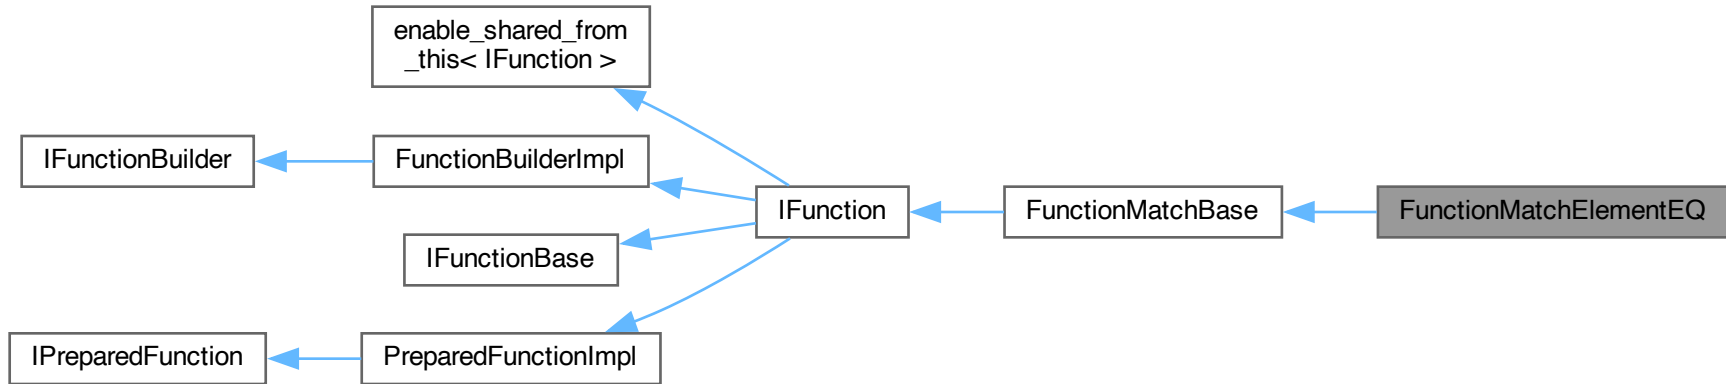 enable_shared_from
_this< IFunction >
IFunctionBuilder
FunctionBuilderImpl
IFunction
FunctionMatchBase
FunctionMatchElementEQ
IFunctionBase
IPreparedFunction
PreparedFunctionImpl